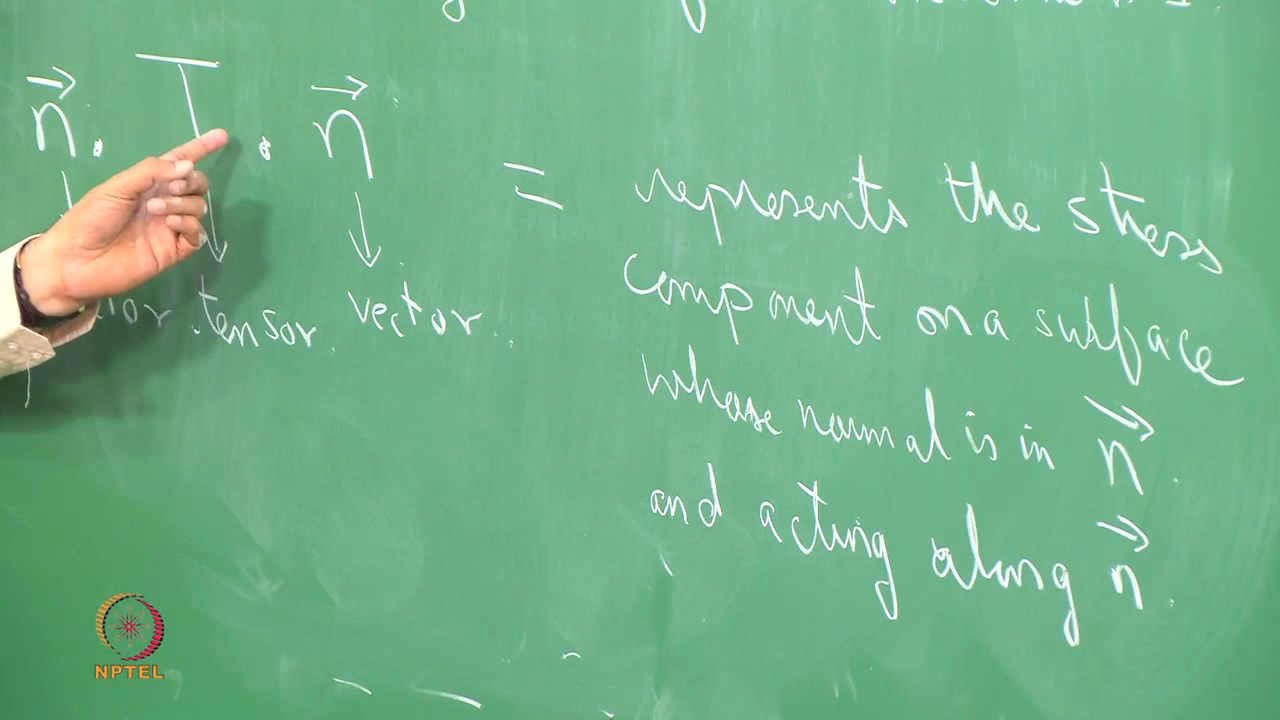 n⃗ . T . n⃗ = represents the stress
component on a surface
whose normal is in n⃗.
and acting along n⃗.
tensor. vector.
NPTEL